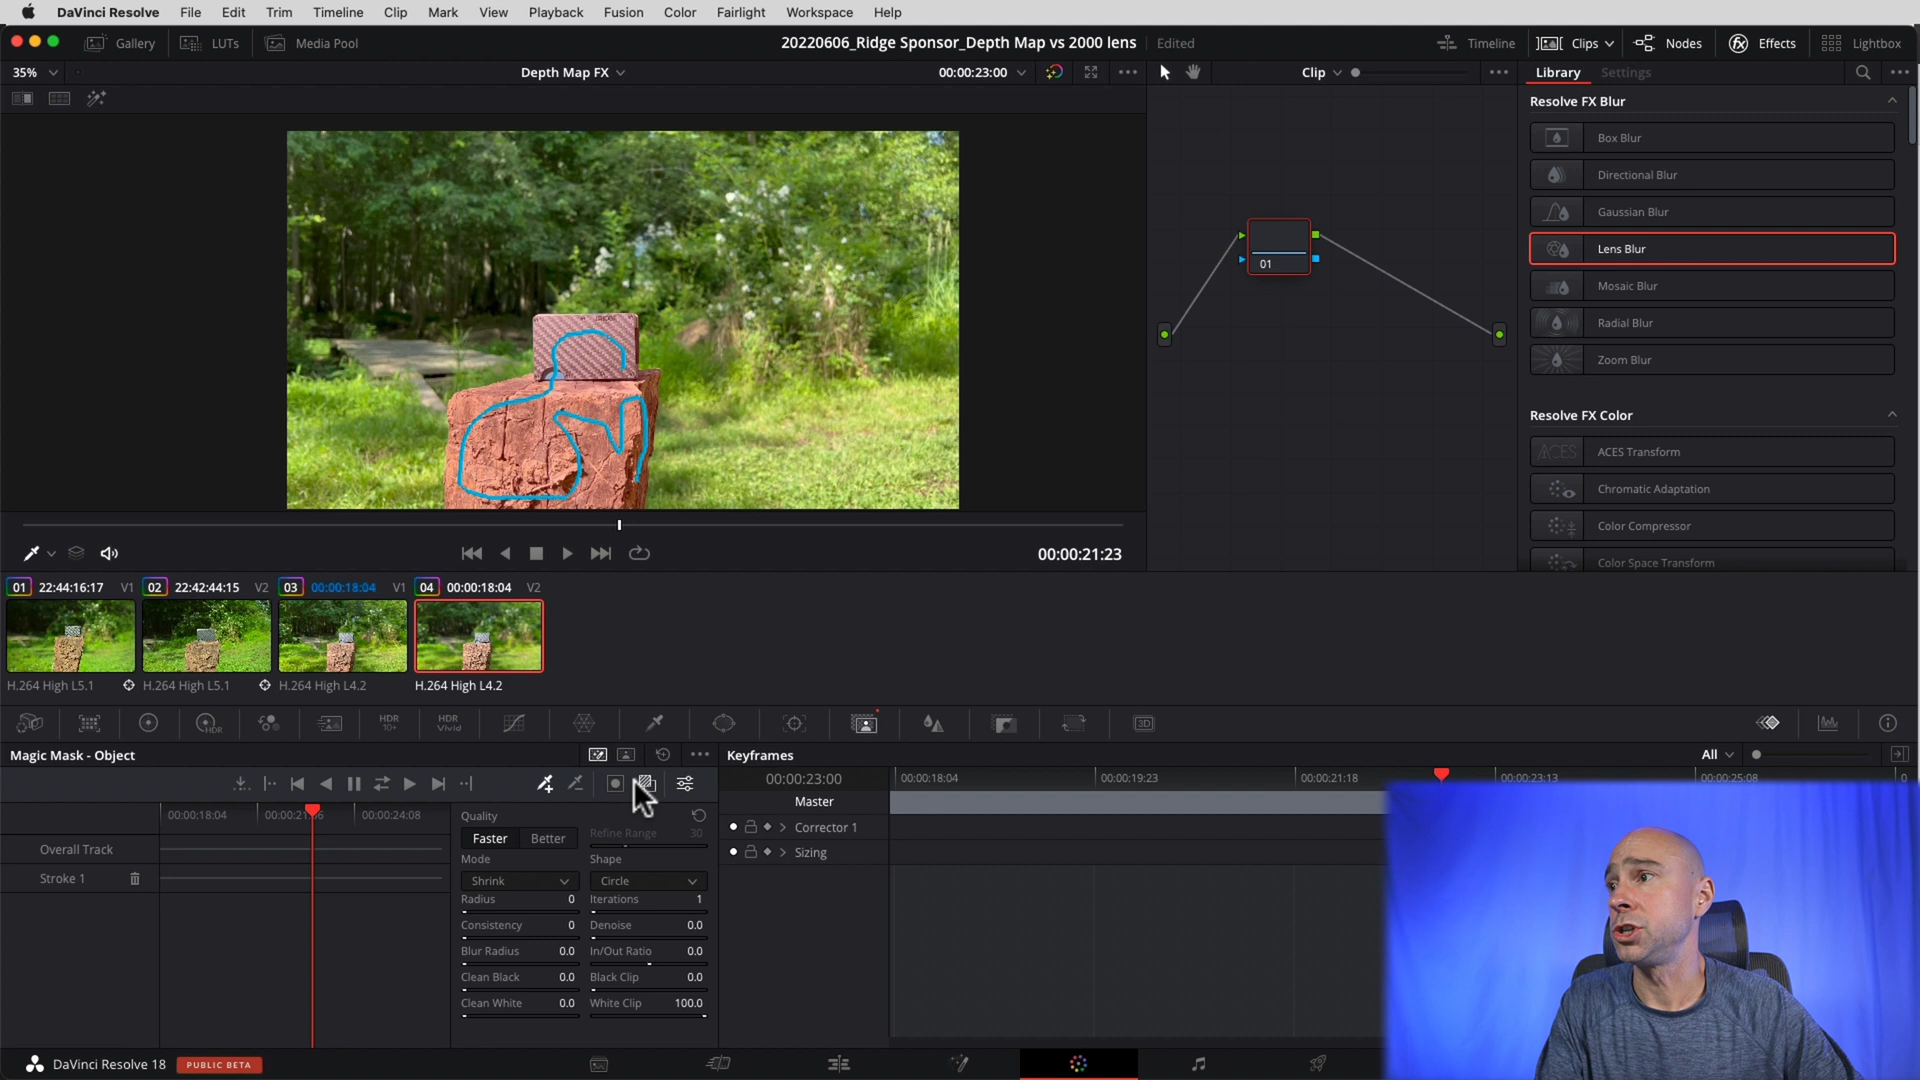 DaVinci Resolve File Edit Trim Timeline Clip Mark View Playback Fusion Color Fairlight Workspace Help
Gallery LUTs Media Pool 20220606_Ridge Sponsor_Depth Map vs 2000 lens Edited Timeline Clips Nodes Effects Lightbox
35% Depth Map FX 00:00:23:00 Clip Library Settings
Resolve FX Blur
Box Blur
Directional Blur
Gaussian Blur
Lens Blur
Mosaic Blur
Radial Blur
Zoom Blur
Resolve FX Color
ACES ACES Transform
Chromatic Adaptation
Color Compressor
Color Space Transform
01
00:00:21:23
01 22:44:16:17 V1 02 22:42:44:15 V2 03 00:00:18:04 V1 04 00:00:18:04 V2
H.264 High L5.1 H.264 High L5.1 H.264 High L4.2 H.264 High L4.2
HDR HDR 10+ HDR Vivid 3D
Magic Mask - Object Keyframes All
00:00:23:00 00:00:18:04 00:00:19:23 00:00:21:18 00:00:23:13 00:00:25:08 0
00:00:18:04 00:00:24:08
Master
Corrector 1
Sizing
Overall Track
Stroke 1
Quality
Faster Better Refine Range 30
Mode Shape
Shrink Circle
Radius 0 Iterations 1
Consistency 0 Denoise 0.0
Blur Radius 0.0 In/Out Ratio 0.0
Clean Black 0.0 Black Clip 0.0
Clean White 0.0 White Clip 100.0
DaVinci Resolve 18 PUBLIC BETA